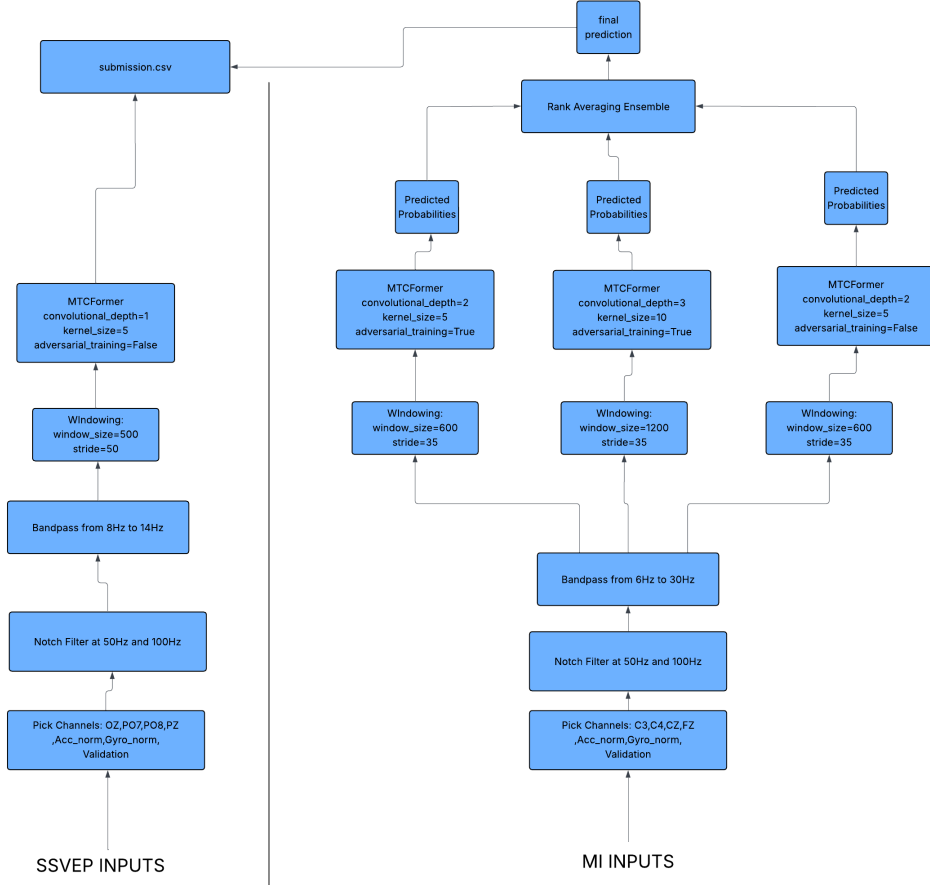 final
prediction
submission.csv
Rank Averaging Ensemble
Predicted
Probabilities
Predicted
Probabilities
Predicted
Probabilities
MTCFormer
convolutional_depth=1
kernel_size=5
adversarial_training=False
MTCFormer
convolutional_depth=2
kernel_size=5
adversarial_training=True
MTCFormer
convolutional_depth=3
kernel_size=10
adversarial_training=True
MTCFormer
convolutional_depth=2
kernel_size=5
adversarial_training=False
WIndowing:
window_size=500
stride=50
WIndowing:
window_size=600
stride=35
WIndowing:
window_size=1200
stride=35
WIndowing:
window_size=600
stride=35
Bandpass from 8Hz to 14Hz
Bandpass from 6Hz to 30Hz
Notch Filter at 50Hz and 100Hz
Notch Filter at 50Hz and 100Hz
Pick Channels: OZ,PO7,PO8,PZ
,Acc_norm,Gyro_norm,
Validation
Pick Channels: C3,C4,CZ,FZ
,Acc_norm,Gyro_norm,
Validation
SSVEP INPUTS
MI INPUTS